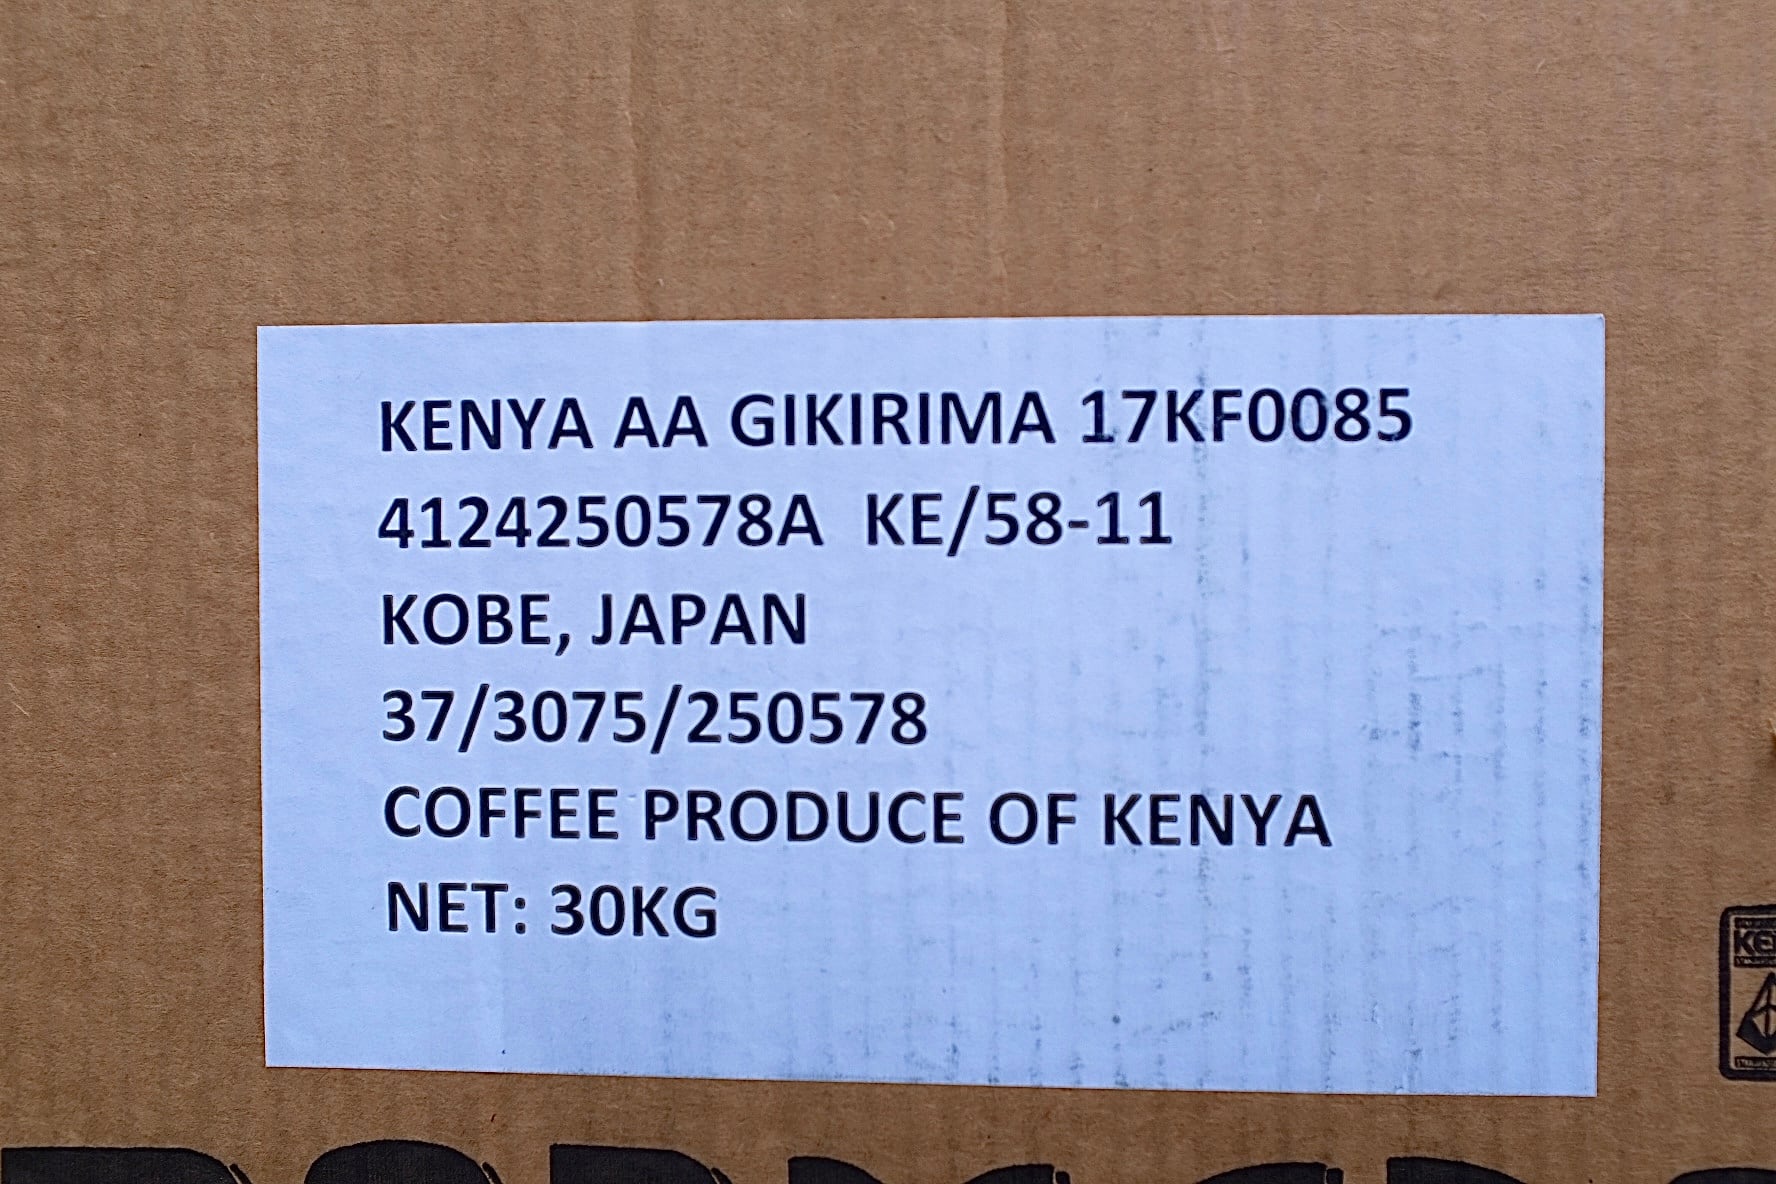 KENYA AA GIKIRIMA 17KF0085
4124250578A KE/58-11
KOBE, JAPAN
37/3075/250578
COFFEE PRODUCE OF KENYA
NET: 30KG